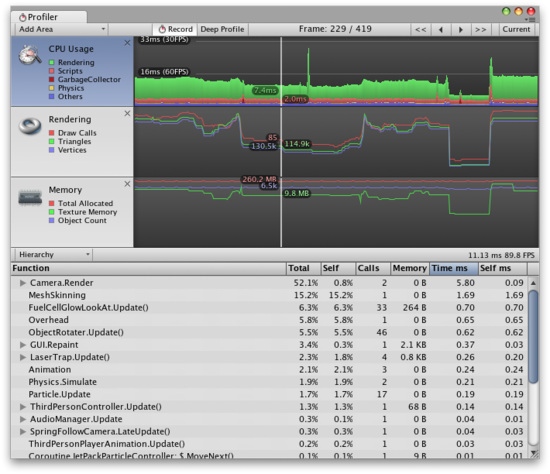 Profiler
Add Area
Record
Deep Profile
Frame: 229 / 419
<<
>>
Current
CPU Usage
Rendering
Scripts
GarbageCollector
Physics
Others
33ms (30FPS)
16ms (60FPS)
7.4ms
2.0ms
Rendering
Draw Calls
Triangles
Vertices
85
130.5k
114.9k
Memory
Total Allocated
Texture Memory
Object Count
260.2 MB
6.5k
9.8 MB
Hierarchy
11.13 ms 89.8 FPS
Function Total Self Calls Memory Time ms Self ms
Camera.Render 52.1% 0.8% 2 0 B 5.80 0.09
MeshSkinning 15.2% 15.2% 1 0 B 1.69 1.69
FuelCellGlowLookAt.Update() 6.3% 6.3% 33 264 B 0.70 0.70
Overhead 5.8% 5.8% 1 0 B 0.65 0.65
ObjectRotater.Update() 5.5% 5.5% 46 0 B 0.62 0.62
GUI.Repaint 3.4% 0.3% 1 2.1 KB 0.37 0.03
LaserTrap.Update() 2.3% 1.8% 4 0.8 KB 0.26 0.20
Animation 2.1% 2.1% 3 0 B 0.24 0.24
Physics.Simulate 1.9% 1.9% 2 0 B 0.21 0.21
Particle.Update 1.7% 1.7% 17 0 B 0.19 0.19
ThirdPersonController.Update() 1.3% 1.3% 1 68 B 0.14 0.14
AudioManager.Update 0.3% 0.1% 1 0 B 0.04 0.01
SpringFollowCamera.LateUpdate() 0.3% 0.3% 1 0 B 0.04 0.03
ThirdPersonPlayerAnimation.Update() 0.2% 0.2% 1 0 B 0.03 0.03
Coroutine JetPackParticleController: $ MoveNext() 0.1% 0.1% 1 9 B 0.01 0.01